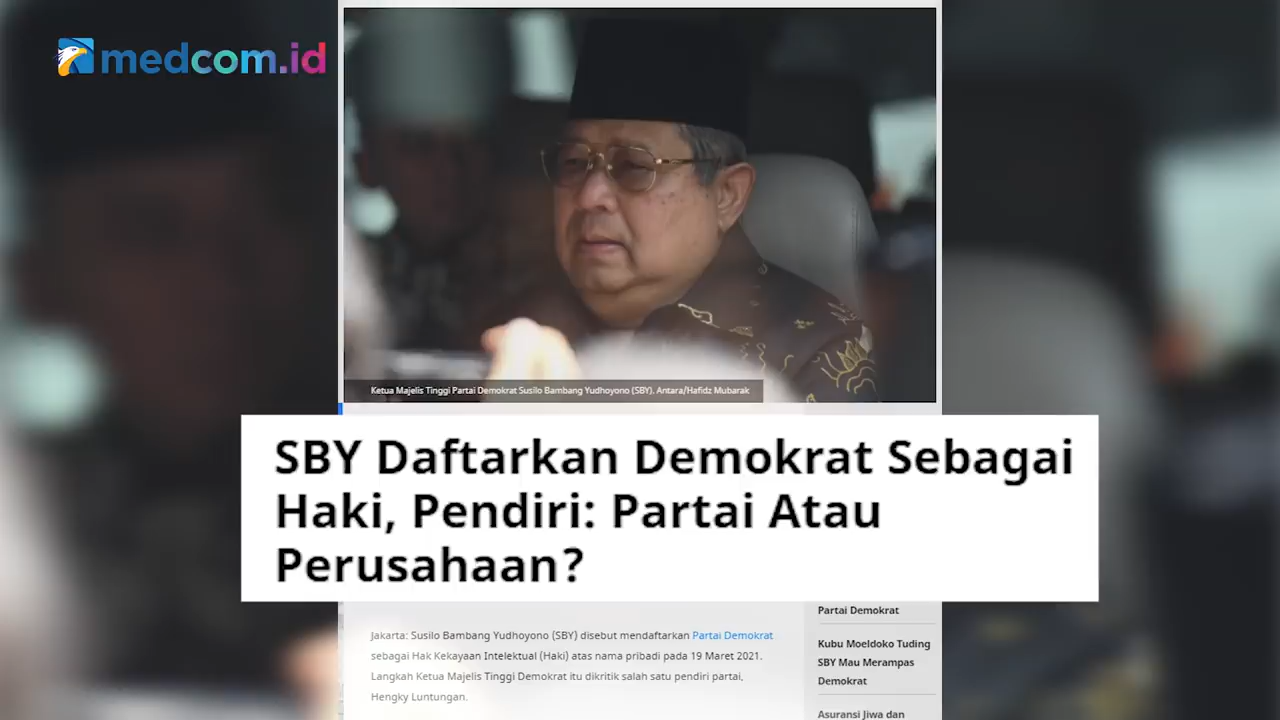 medcom.id
Ketua Majelis Tinggi Partai Demokrat Susilo Bambang Yudhoyono (SBY). Antara/Hafidz Mubarak
SBY Daftarkan Demokrat Sebagai
Haki, Pendiri: Partai Atau
Perusahaan?
Jakarta: Susilo Bambang Yudhoyono (SBY) disebut mendaftarkan Partai Demokrat
sebagai Hak Kekayaan Intelektual (Haki) atas nama pribadi pada 19 Maret 2021.
Langkah Ketua Majelis Tinggi Demokrat itu dikritik salah satu pendiri partai,
Hengky Luntungan.
Partai Demokrat
Kubu Moeldoko Tuding
SBY Mau Merampas
Demokrat
Asuransi Jiwa dan